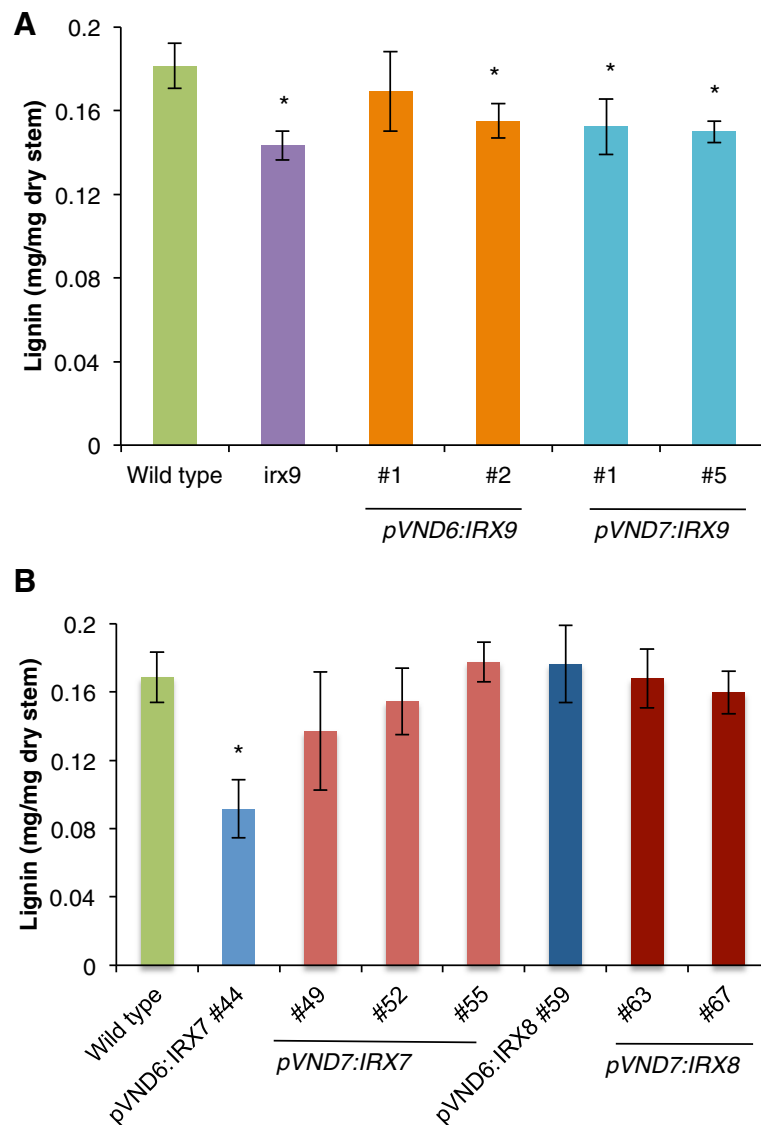 A
Lignin (mg/mg dry stem)
0.2
0.16
0.12
0.08
0.04
0
* * * *
Wild type irx9 #1 #2 #1 #5
pVND6:IRX9 pVND7:IRX9
B
Lignin (mg/mg dry stem)
0.2
0.16
0.12
0.08
0.04
0
*
Wild type pVND6: IRX7 #44 #49 #52 #55 pVND6: IRX8 #59 #63 #67
pVND7:IRX7 pVND7:IRX8